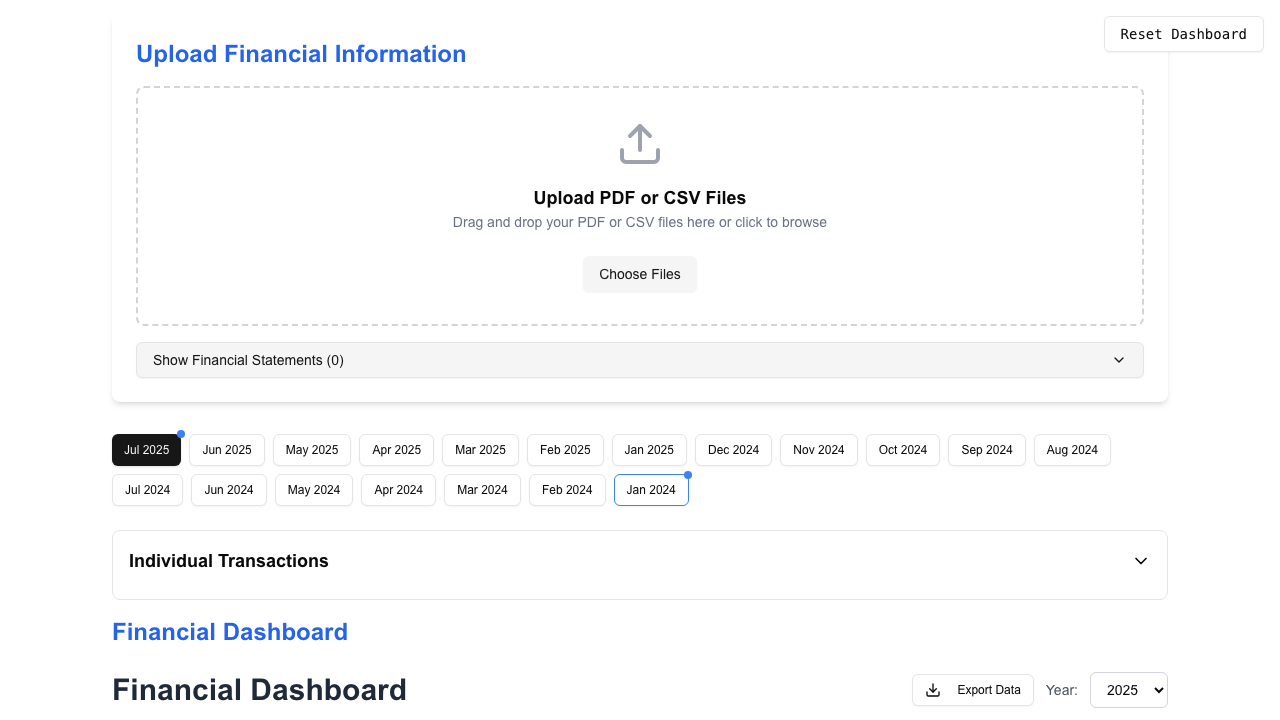 Reset Dashboard
Upload Financial Information
Upload PDF or CSV Files
Drag and drop your PDF or CSV files here or click to browse
Choose Files
Show Financial Statements (0)
Jul 2025 Jun 2025 May 2025 Apr 2025 Mar 2025 Feb 2025 Jan 2025 Dec 2024 Nov 2024 Oct 2024 Sep 2024 Aug 2024
Jul 2024 Jun 2024 May 2024 Apr 2024 Mar 2024 Feb 2024 Jan 2024
Individual Transactions
Financial Dashboard
Financial Dashboard Export Data Year: 2025